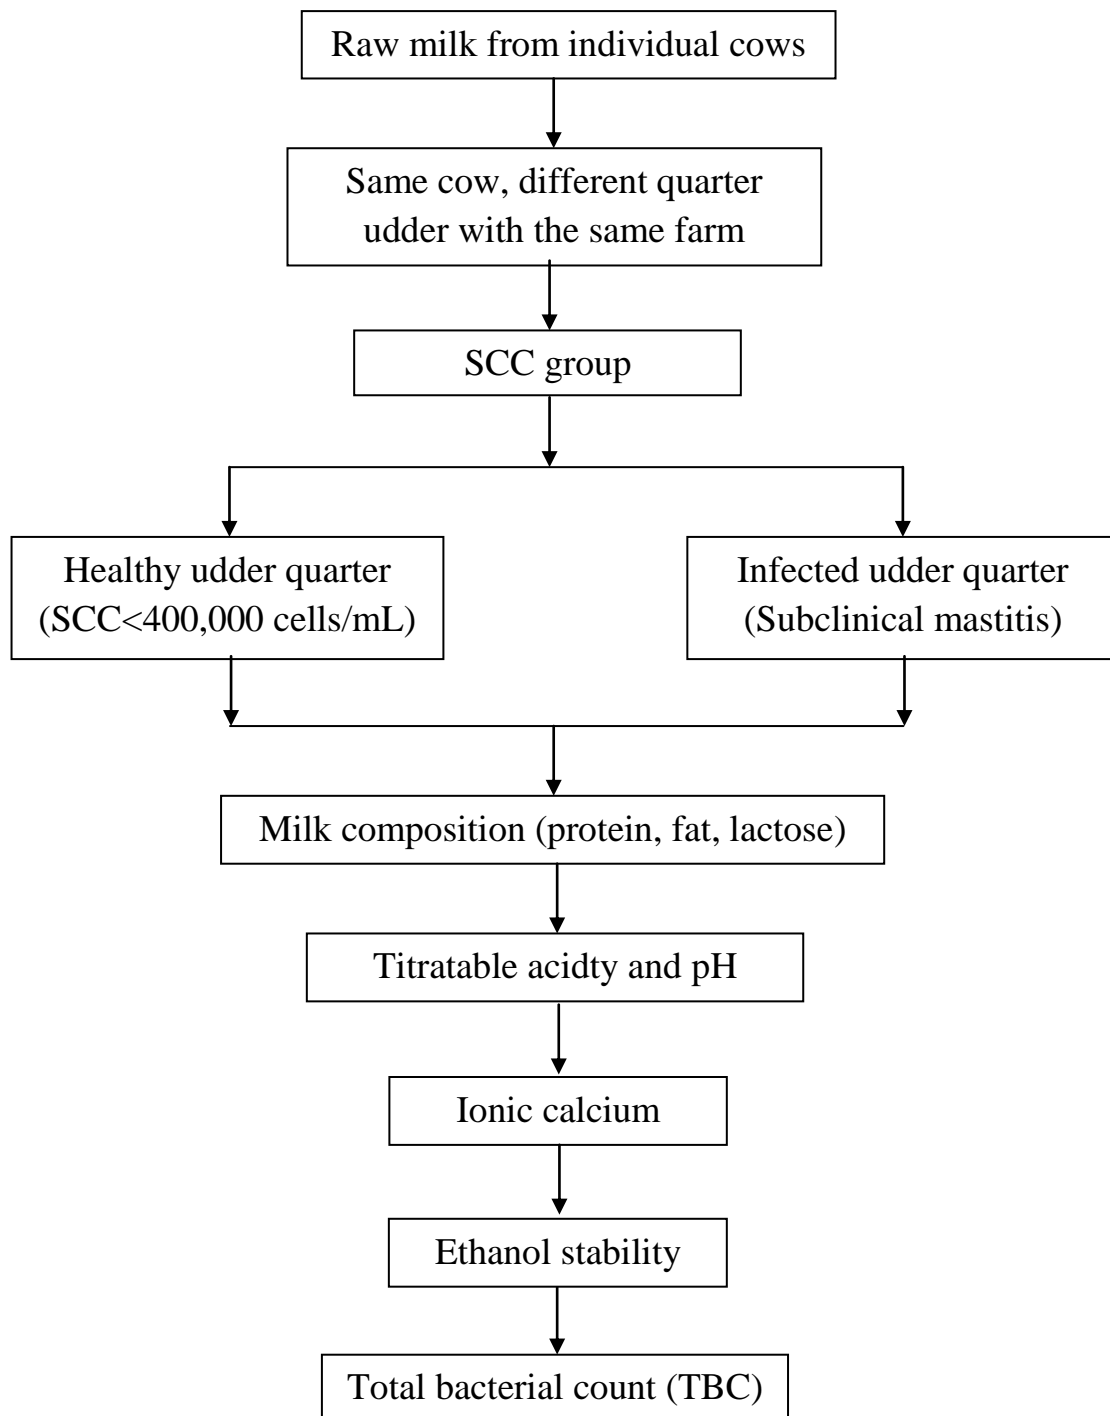 Raw milk from individual cows
Same cow, different quarter
udder with the same farm
SCC group
Healthy udder quarter
(SCC<400,000 cells/mL)
Infected udder quarter
(Subclinical mastitis)
Milk composition (protein, fat, lactose)
Titratable acidty and pH
Ionic calcium
Ethanol stability
Total bacterial count (TBC)